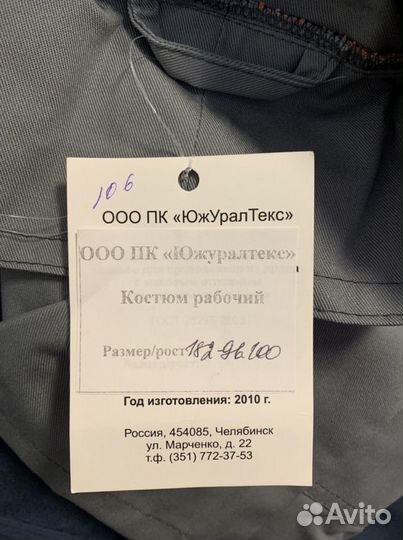 106
ООО ПК «ЮжУралТекс»
ООО ПК «Южуралтекс»
Костюм рабочий
Размер/рост 182-96-100
Год изготовления: 2010 г.
Россия, 454085, Челябинск
ул. Марченко, д. 22
т.ф. (351) 772-37-53
Avito